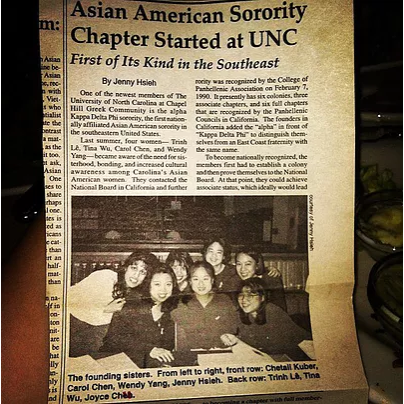 m:
Asian American Sorority
Chapter Started at UNC
First of Its Kind in the Southeast
By Jenny Hsieh
One of the newest members of The
University of North Carolina at Chapel
Hill Greek Community is the alpha
Kappa Delta Phi sorority, the first nation-
ally affiliated Asian American sorority in
the southeastern United States.
Last summer, four women— Trinh
Lê, Tina Wu, Carol Chen, and Wendy
Yang—became aware of the need for sis-
terhood, bonding, and increased cultural
awareness among Carolina's Asian
American women. They contacted the
National Board in California and further
rority was recognized by the College of
Panhellenic Association on February 7,
1990. It presently has six colonies, three
associate chapters, and six full chapters
that are recognized by the Panhellenic
Councils in California. The founders in
California added the "alpha" in front of
"Kappa Delta Phi" to distinguish them-
selves from an East Coast fraternity with
the same name.
To become nationally recognized, the
members first had to establish a colony
and then prove themselves to the National
Board. At that point, they could achieve
associate status, which ideally would lead
courtesy of Jenny Hsieh
The founding sisters. From left to right, front row: Chetali Kuber,
Carol Chen, Wendy Yang, Jenny Hsieh. Back row: Trinh Lê, Tina
Wu, Joyce